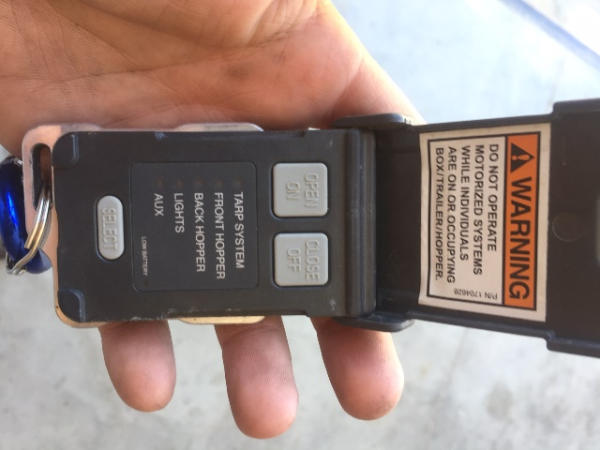 WARNING
DO NOT OPERATE
MOTORIZED SYSTEMS
WHILE INDIVIDUALS
ARE ON OR OCCUPYING
BOX/TRAILER/HOPPER.
P/N 1704629
OPEN
ON
CLOSE
OFF
TARP SYSTEM
FRONT HOPPER
BACK HOPPER
LIGHTS
AUX
LOW BATTERY
SELECT